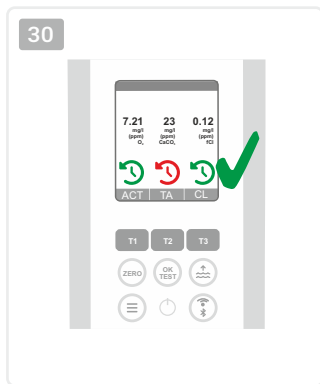 30
7.21 23 0.12
mg/l mg/l mg/l
(ppm) (ppm) (ppm)
O₂ CaCO₃ fCl
ACT TA CL
T1 T2 T3
ZERO OK TEST